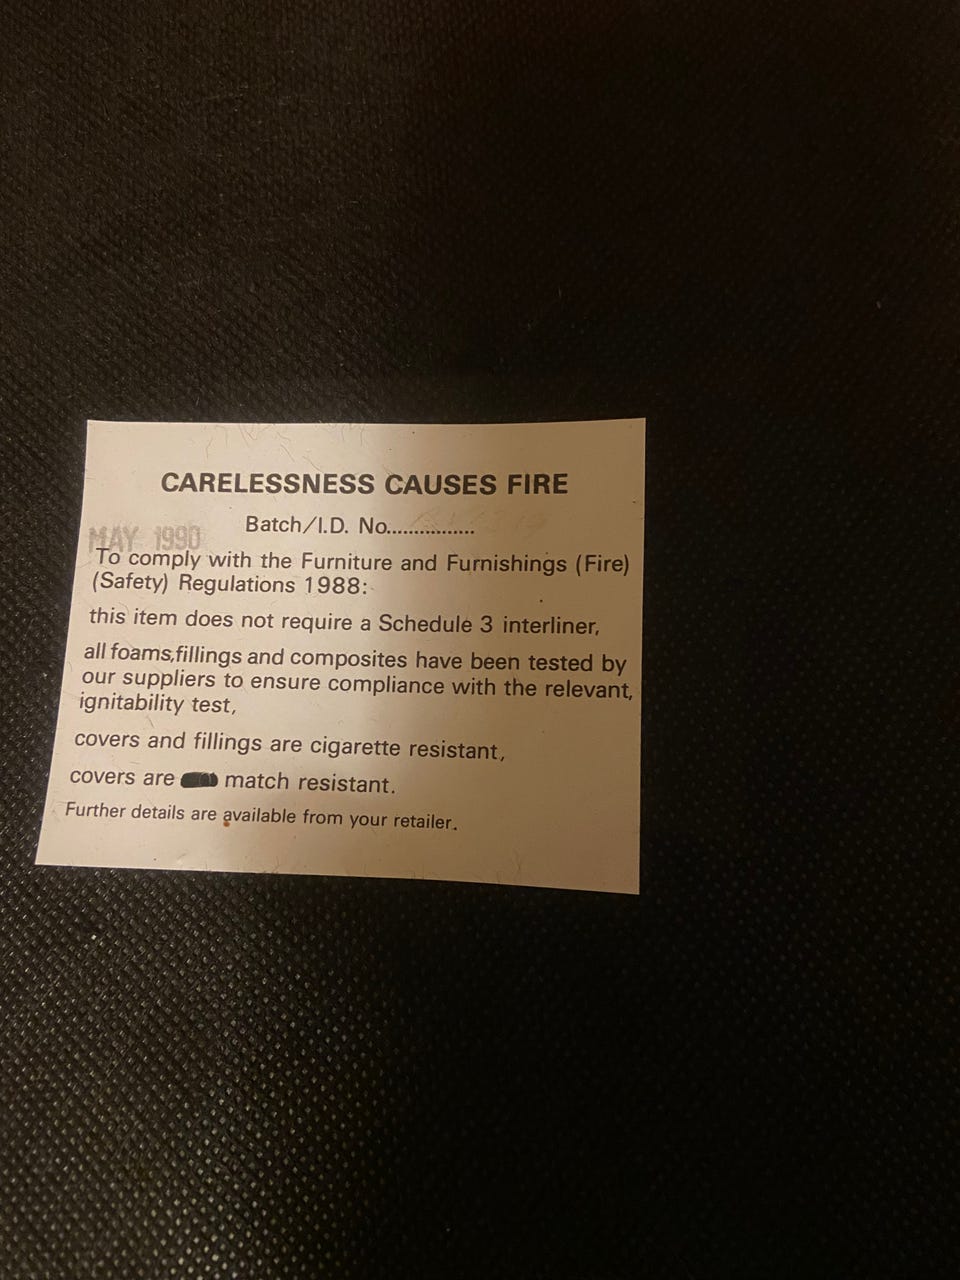 CARELESSNESS CAUSES FIRE
Batch/I.D. No................
MAY 1990
To comply with the Furniture and Furnishings (Fire)
(Safety) Regulations 1988:
this item does not require a Schedule 3 interliner,
all foams,fillings and composites have been tested by
our suppliers to ensure compliance with the relevant,
ignitability test,
covers and fillings are cigarette resistant,
covers are match resistant.
Further details are available from your retailer.